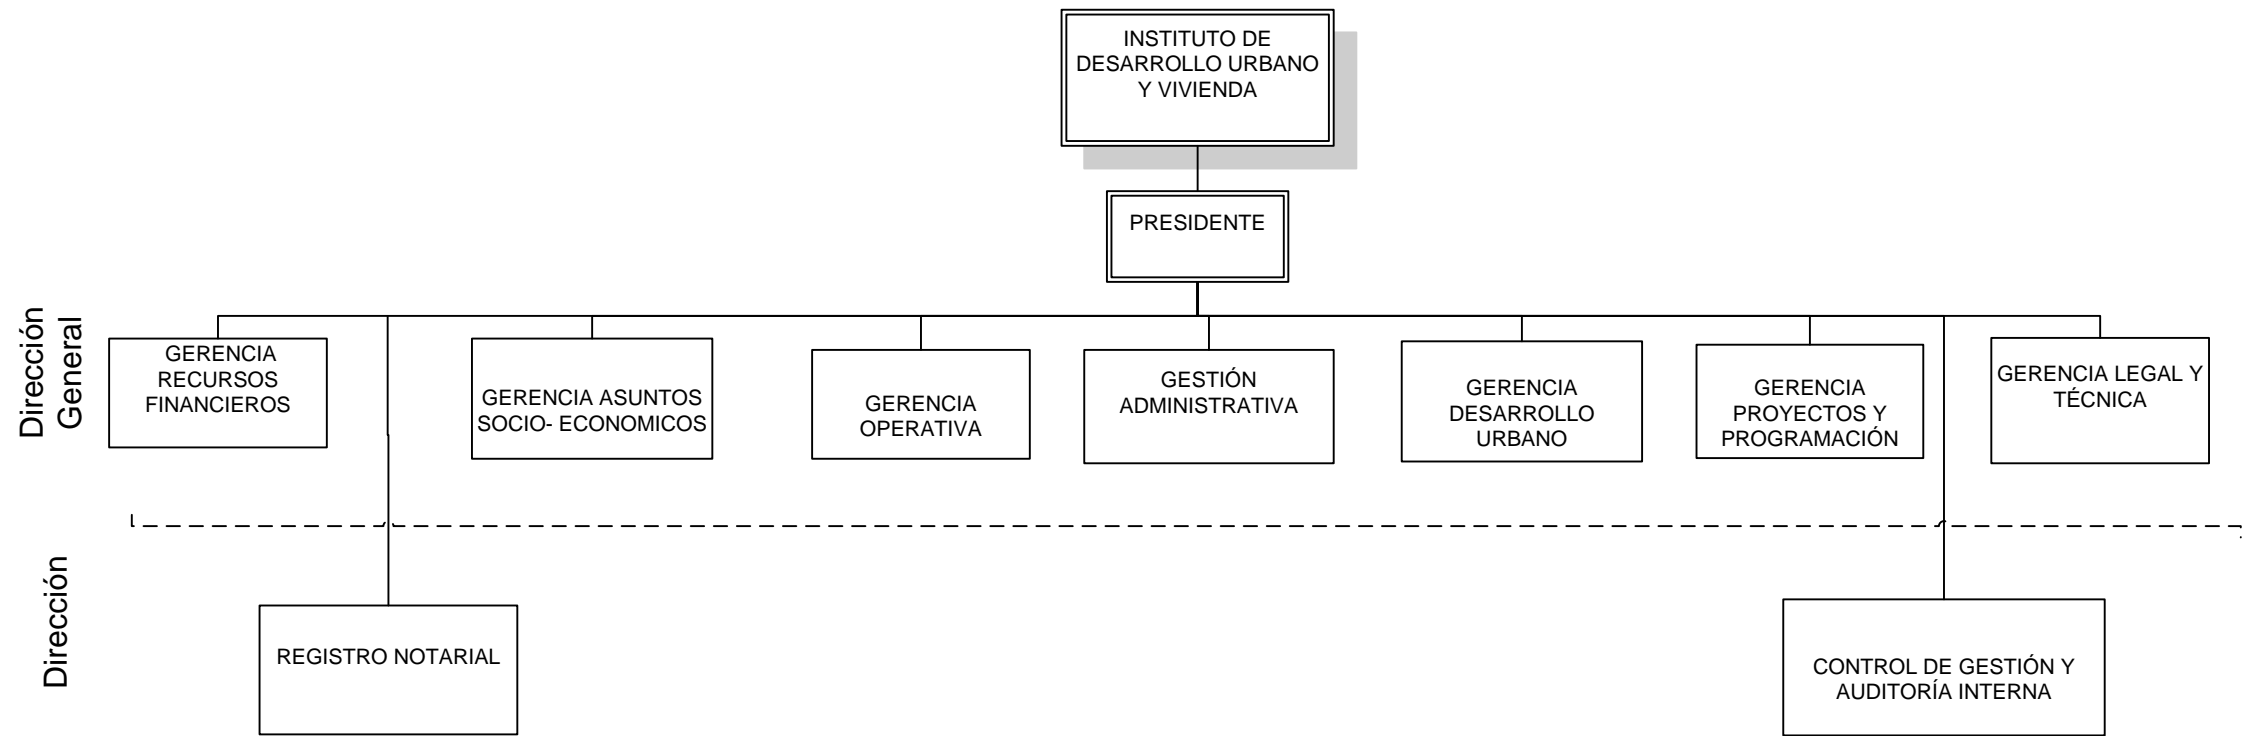 INSTITUTO DE
DESARROLLO URBANO
Y VIVIENDA
PRESIDENTE
Dirección
General
GERENCIA
RECURSOS
FINANCIEROS
GERENCIA ASUNTOS
SOCIO- ECONOMICOS
GERENCIA
OPERATIVA
GESTIÓN
ADMINISTRATIVA
GERENCIA
DESARROLLO
URBANO
GERENCIA
PROYECTOS Y
PROGRAMACIÓN
GERENCIA LEGAL Y
TÉCNICA
Dirección
REGISTRO NOTARIAL
CONTROL DE GESTIÓN Y
AUDITORÍA INTERNA